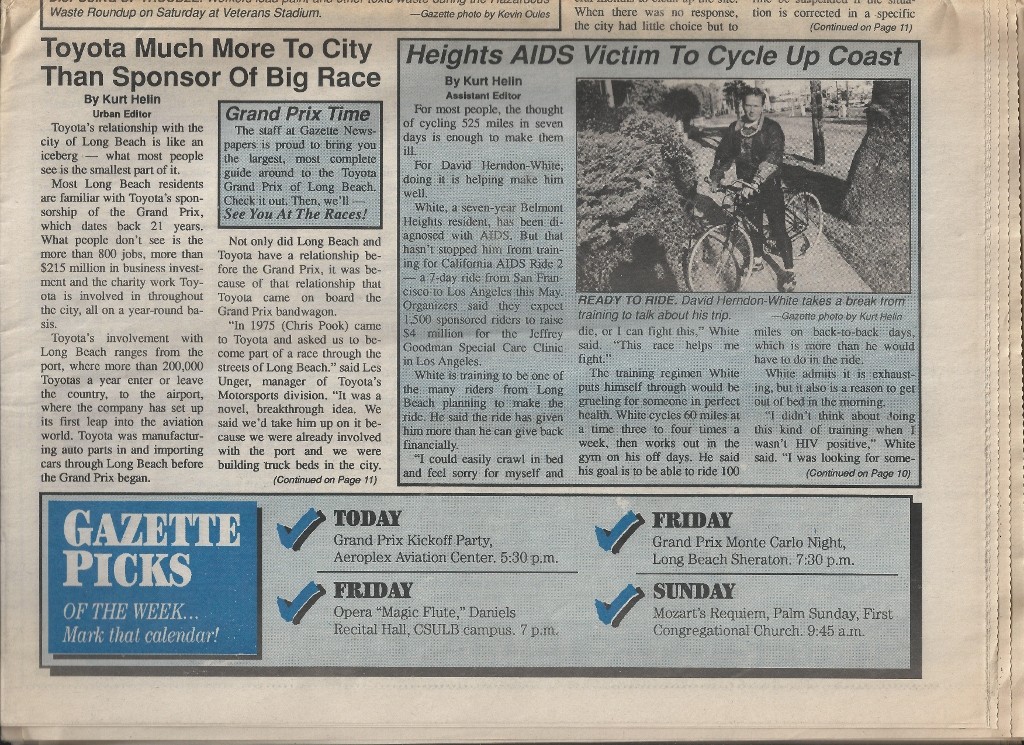 Waste Roundup on Saturday at Veterans Stadium.
—Gazette photo by Kevin Oules
When there was no response,
the city had little choice but to
tion is corrected in a specific
(Continued on Page 11)
Toyota Much More To City
Than Sponsor Of Big Race
By Kurt Helin
Urban Editor
Toyota's relationship with the
city of Long Beach is like an
iceberg — what most people
see is the smallest part of it.
Most Long Beach residents
are familiar with Toyota's spon-
sorship of the Grand Prix,
which dates back 21 years.
What people don't see is the
more than 800 jobs, more than
$215 million in business invest-
ment and the charity work Toy-
ota is involved in throughout
the city, all on a year-round ba-
sis.
Toyota's involvement with
Long Beach ranges from the
port, where more than 200,000
Toyotas a year enter or leave
the country, to the airport,
where the company has set up
its first leap into the aviation
world. Toyota was manufactur-
ing auto parts in and importing
cars through Long Beach before
the Grand Prix began.
Grand Prix Time
The staff at Gazette News-
papers is proud to bring you
the largest, most complete
guide around to the Toyota
Grand Prix of Long Beach.
Check it out. Then, we'll —
See You At The Races!
Not only did Long Beach and
Toyota have a relationship be-
fore the Grand Prix, it was be-
cause of that relationship that
Toyota came on board the
Grand Prix bandwagon.
"In 1975 (Chris Pook) came
to Toyota and asked us to be-
come part of a race through the
streets of Long Beach." said Les
Unger, manager of Toyota's
Motorsports division. "It was a
novel, breakthrough idea. We
said we'd take him up on it be-
cause we were already involved
with the port and we were
building truck beds in the city.
(Continued on Page 11)
Heights AIDS Victim To Cycle Up Coast
By Kurt Helin
Assistant Editor
For most people, the thought
of cycling 525 miles in seven
days is enough to make them
ill.
For David Herndon-White,
doing it is helping make him
well.
White, a seven-year Belmont
Heights resident, has been di-
agnosed with AIDS. But that
hasn't stopped him from train-
ing for California AIDS Ride 2
— a 7-day ride from San Fran-
cisco to Los Angeles this May.
Organizers said they expect
1,500 sponsored riders to raise
$4 million for the Jeffrey
Goodman Special Care Clinic
in Los Angeles.
White is training to be one of
the many riders from Long
Beach planning to make the
ride. He said the ride has given
him more than he can give back
financially.
"I could easily crawl in bed
and feel sorry for myself and
READY TO RIDE. David Herndon-White takes a break from
training to talk about his trip.
—Gazette photo by Kurt Helin
die, or I can fight this," White
said. "This race helps me
fight."
The training regimen White
puts himself through would be
grueling for someone in perfect
health. White cycles 60 miles at
a time three to four times a
week, then works out in the
gym on his off days. He said
his goal is to be able to ride 100
miles on back-to-back days,
which is more than he would
have to do in the ride.
White admits it is exhaust-
ing, but it also is a reason to get
out of bed in the morning.
"I didn't think about doing
this kind of training when I
wasn't HIV positive," White
said. "I was looking for some-
(Continued on Page 10)
GAZETTE
PICKS
OF THE WEEK...
Mark that calendar!
TODAY
Grand Prix Kickoff Party,
Aeroplex Aviation Center. 5:30 p.m.
FRIDAY
Opera "Magic Flute," Daniels
Recital Hall, CSULB campus. 7 p.m.
FRIDAY
Grand Prix Monte Carlo Night,
Long Beach Sheraton. 7:30 p.m.
SUNDAY
Mozart's Requiem, Palm Sunday, First
Congregational Church. 9:45 a.m.